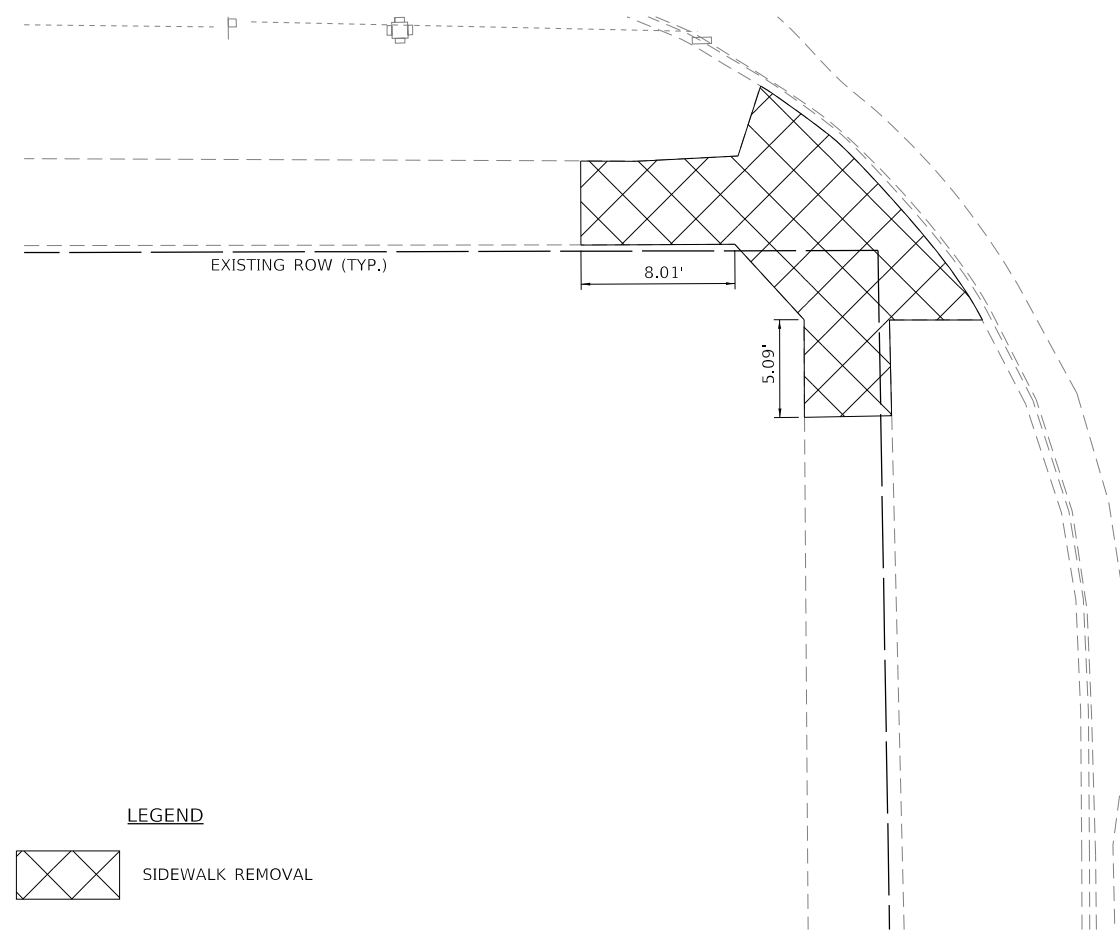 EXISTING ROW (TYP.)
8.01'
5.09'
LEGEND
SIDEWALK REMOVAL